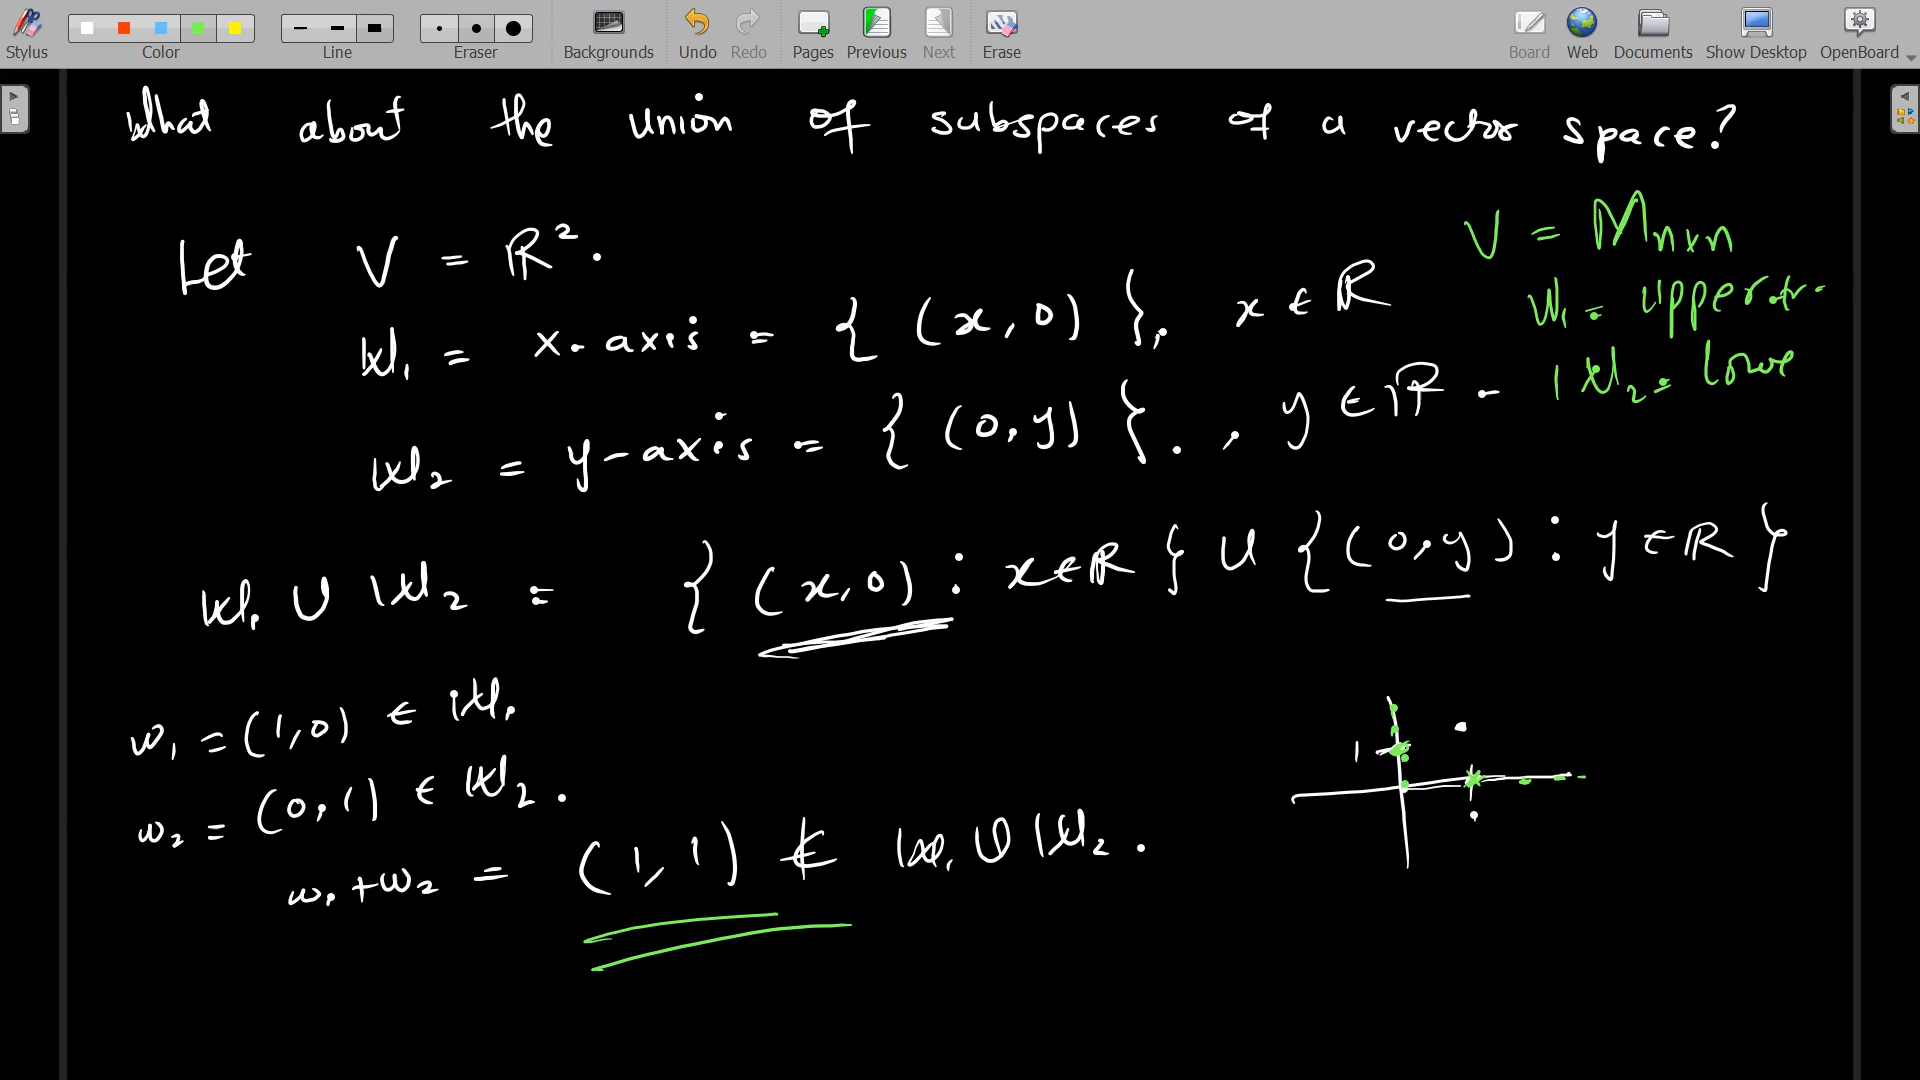 Stylus Color Line Eraser Backgrounds Undo Redo Pages Previous Next Erase Board Web Documents Show Desktop OpenBoard
What about the union of subspaces of a vector space?
Let V = ℝ².
W₁ = x-axis = { (x, 0) }, x ∈ ℝ
W₂ = y-axis = { (0, y) }. , y ∈ ℝ -
V = Mn×n
W₁ = upper.tr.
W₂ = lowe
W₁ ∪ W₂ = { (x, 0) : x ∈ ℝ } ∪ { (0, y) : y ∈ ℝ }
w₁ = (1, 0) ∈ W₁
w₂ = (0, 1) ∈ W₂.
w₁ + w₂ = (1, 1) ∉ W₁ ∪ W₂.
1